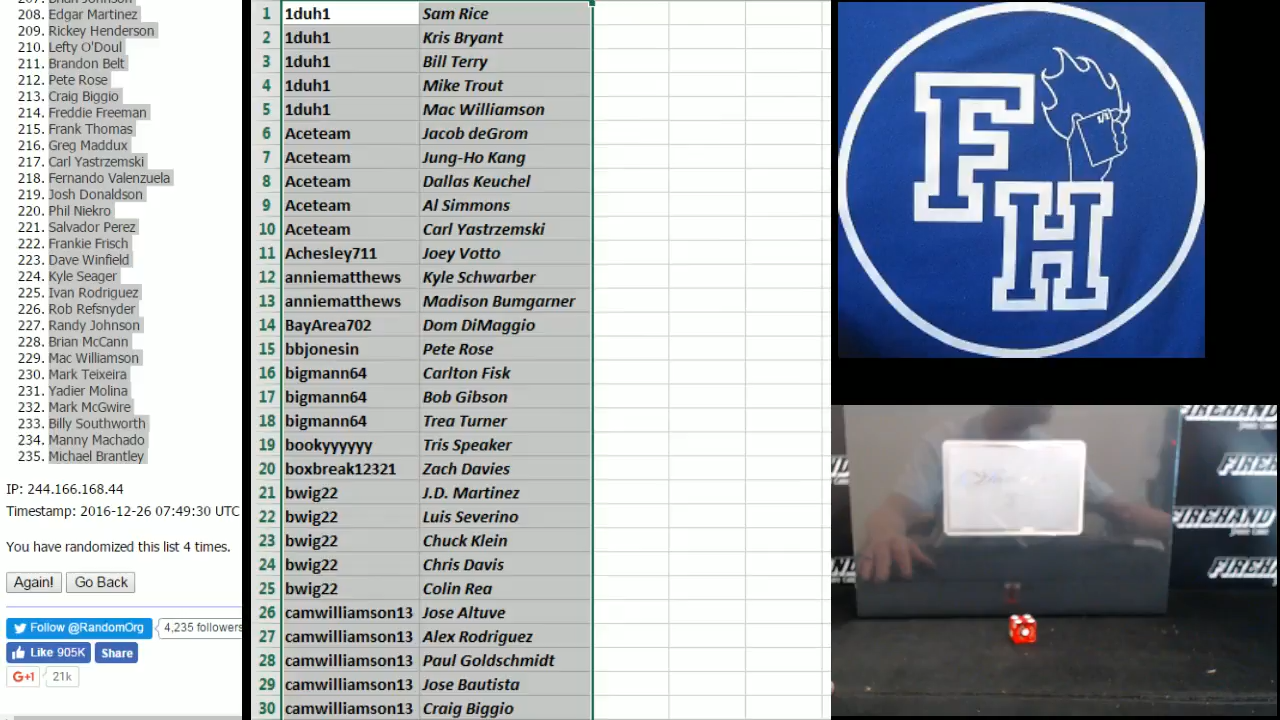 208. Edgar Martinez
209. Rickey Henderson
210. Lefty O'Doul
211. Brandon Belt
212. Pete Rose
213. Craig Biggio
214. Freddie Freeman
215. Frank Thomas
216. Greg Maddux
217. Carl Yastrzemski
218. Fernando Valenzuela
219. Josh Donaldson
220. Phil Niekro
221. Salvador Perez
222. Frankie Frisch
223. Dave Winfield
224. Kyle Seager
225. Ivan Rodriguez
226. Rob Refsnyder
227. Randy Johnson
228. Brian McCann
229. Mac Williamson
230. Mark Teixeira
231. Yadier Molina
232. Mark McGwire
233. Billy Southworth
234. Manny Machado
235. Michael Brantley
IP: 244.166.168.44
Timestamp: 2016-12-26 07:49:30 UTC
You have randomized this list 4 times.
Again! Go Back
Follow @RandomOrg 4,235 followers
Like 905K Share
G+1 21k
1 1duh1 Sam Rice
2 1duh1 Kris Bryant
3 1duh1 Bill Terry
4 1duh1 Mike Trout
5 1duh1 Mac Williamson
6 Aceteam Jacob deGrom
7 Aceteam Jung-Ho Kang
8 Aceteam Dallas Keuchel
9 Aceteam Al Simmons
10 Aceteam Carl Yastrzemski
11 Achesley711 Joey Votto
12 anniematthews Kyle Schwarber
13 anniematthews Madison Bumgarner
14 BayArea702 Dom DiMaggio
15 bbjonesin Pete Rose
16 bigmann64 Carlton Fisk
17 bigmann64 Bob Gibson
18 bigmann64 Trea Turner
19 bookyyyyyy Tris Speaker
20 boxbreak12321 Zach Davies
21 bwig22 J.D. Martinez
22 bwig22 Luis Severino
23 bwig22 Chuck Klein
24 bwig22 Chris Davis
25 bwig22 Colin Rea
26 camwilliamson13 Jose Altuve
27 camwilliamson13 Alex Rodriguez
28 camwilliamson13 Paul Goldschmidt
29 camwilliamson13 Jose Bautista
30 camwilliamson13 Craig Biggio
F
1/1
H
FIREHAND
FIREHAND